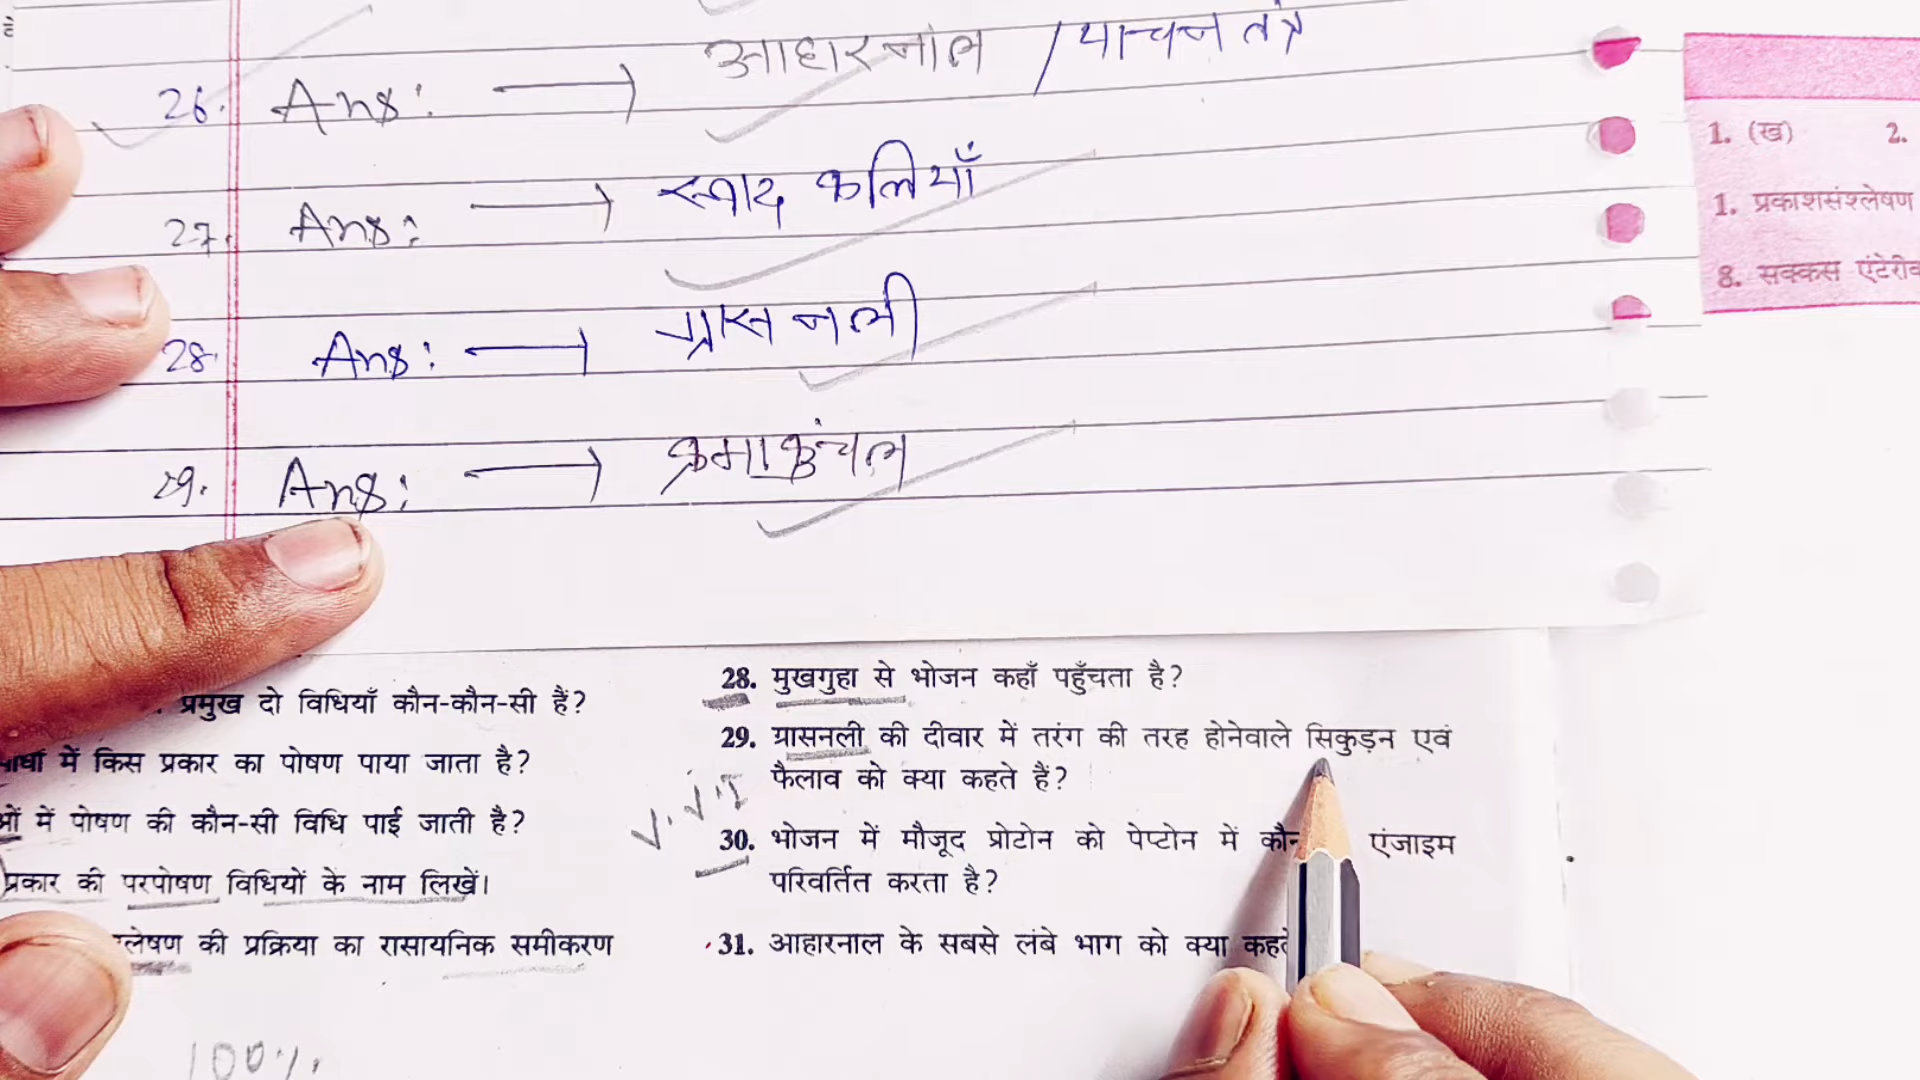 26. Ans: → आहारनाल / पाचन तंत्र
27. Ans: → स्वाद कलियाँ
28. Ans: → ग्रासनली
29. Ans: → क्रमाकुंचन
1. (ख) 2.
1. प्रकाशसंश्लेषण
8. सक्कस एंटेरी
प्रमुख दो विधियाँ कौन-कौन-सी हैं?
में किस प्रकार का पोषण पाया जाता है?
में पोषण की कौन-सी विधि पाई जाती है?
प्रकार की परपोषण विधियों के नाम लिखें।
की प्रक्रिया का रासायनिक समीकरण
100%
28. मुखगुहा से भोजन कहाँ पहुँचता है?
29. ग्रासनली की दीवार में तरंग की तरह होनेवाले सिकुड़न एवं
फैलाव को क्या कहते हैं?
30. भोजन में मौजूद प्रोटोन को पेप्टोन में एंजाइम
परिवर्तित करता है?
31. आहारनाल के सबसे लंबे भाग को क्या